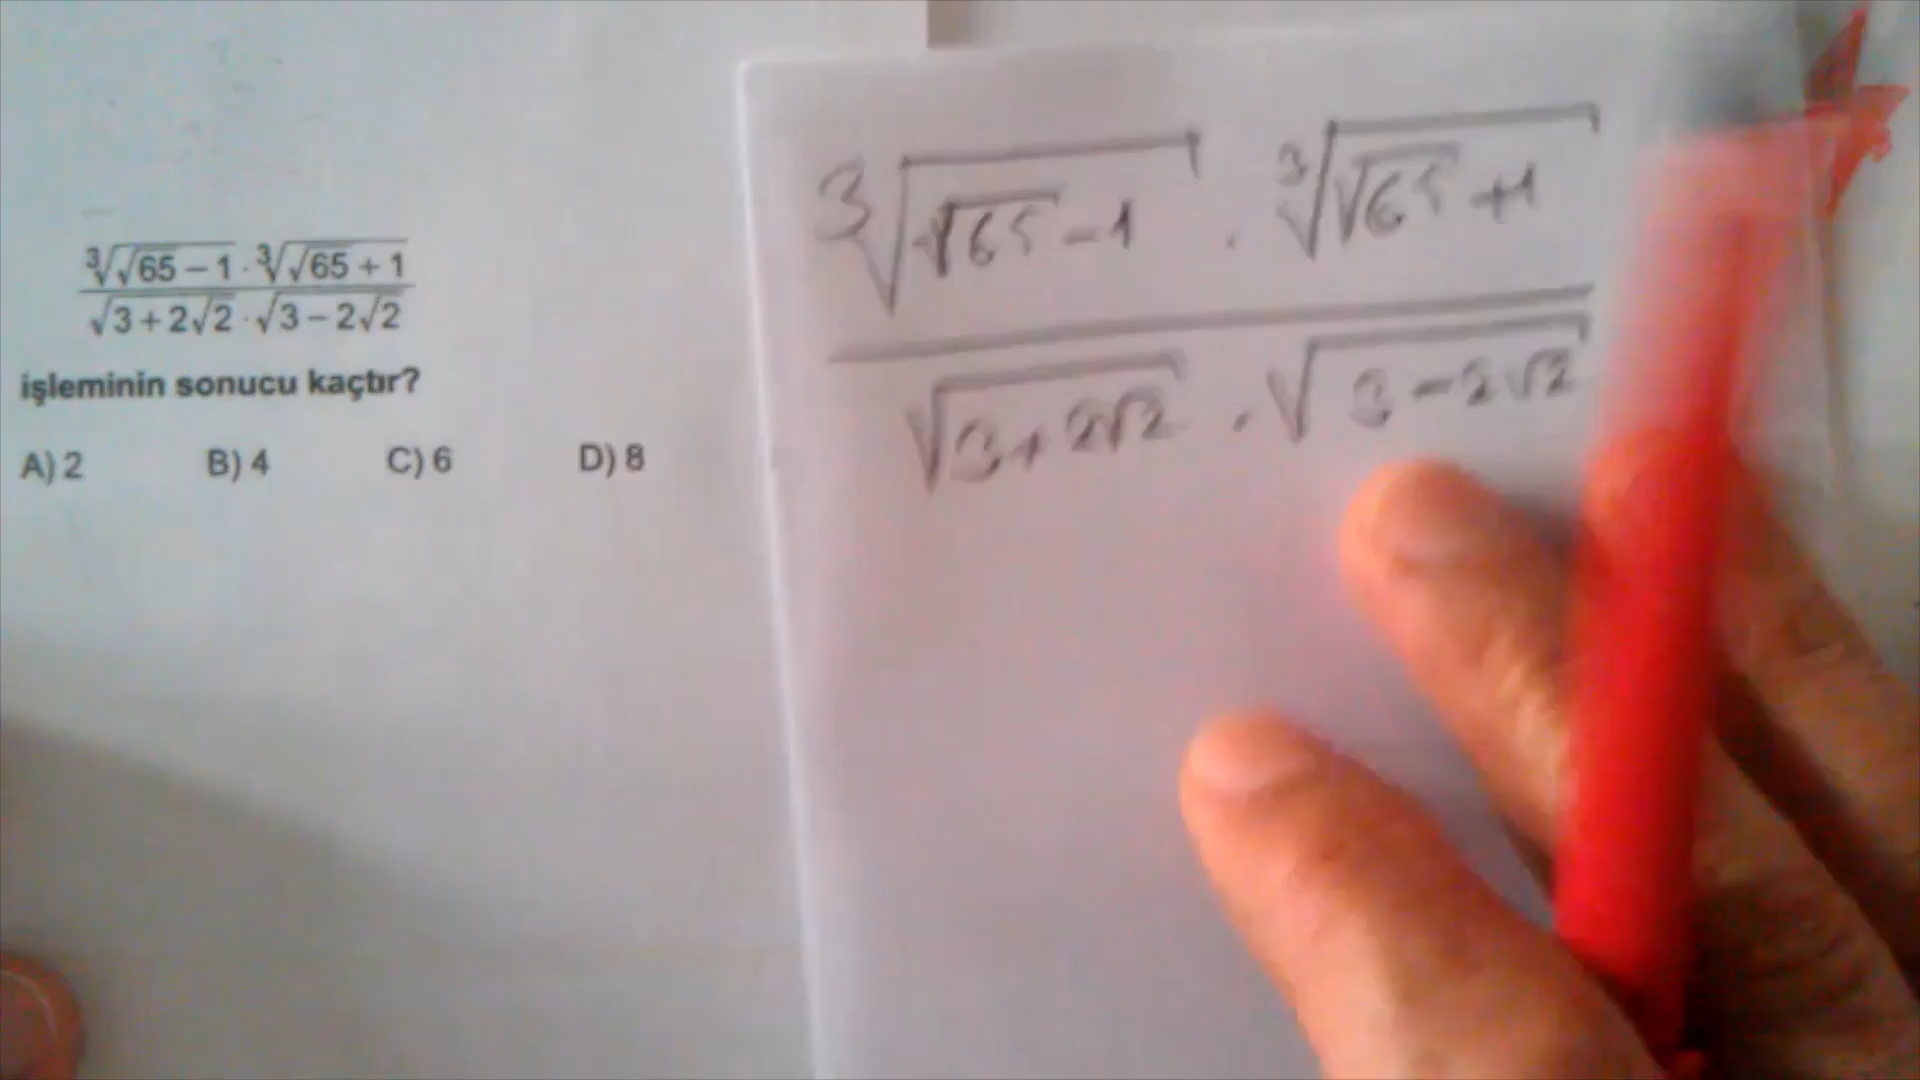 ∛(√65 − 1) · ∛(√65 + 1)
√(3 + 2√2) · √(3 − 2√2)
işleminin sonucu kaçtır?
A) 2 B) 4 C) 6 D) 8
∛(√65 − 1) . ∛(√65 + 1)
√(3 + 2√2) . √(3 − 2√2)